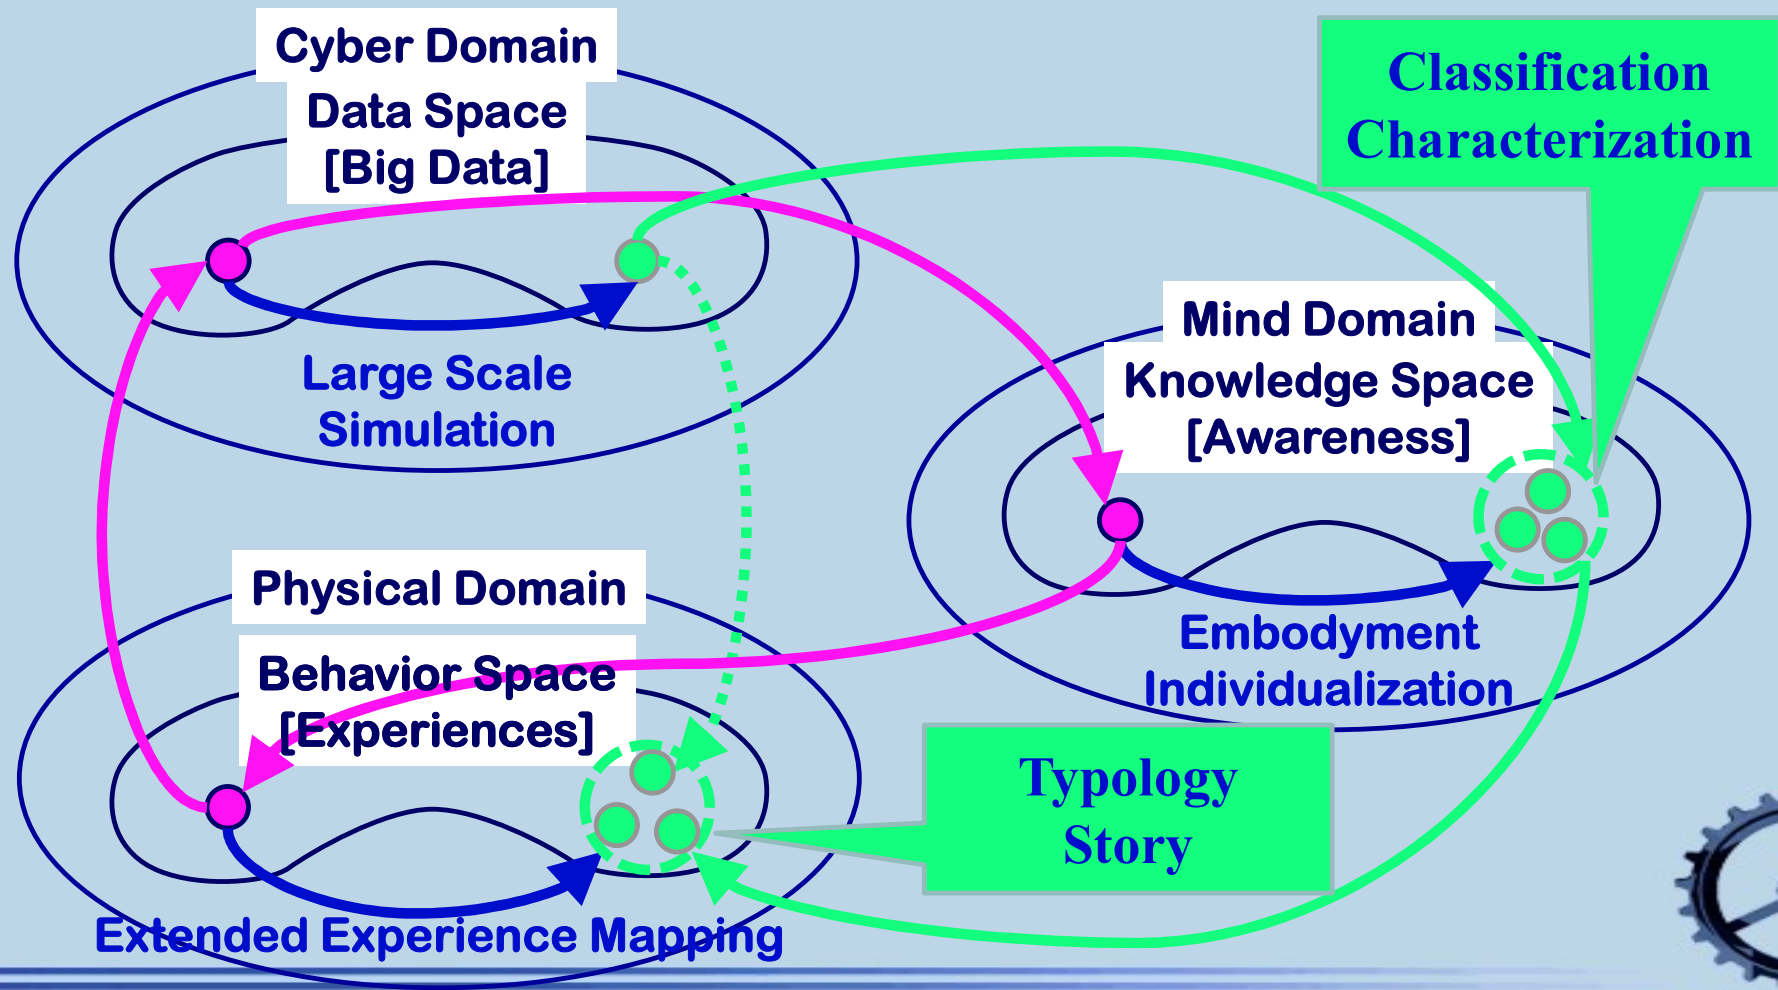 Cyber Domain
Data Space
[Big Data]
Large Scale
Simulation
Classification
Characterization
Mind Domain
Knowledge Space
[Awareness]
Embodyment
Individualization
Physical Domain
Behavior Space
[Experiences]
Typology
Story
Extended Experience Mapping